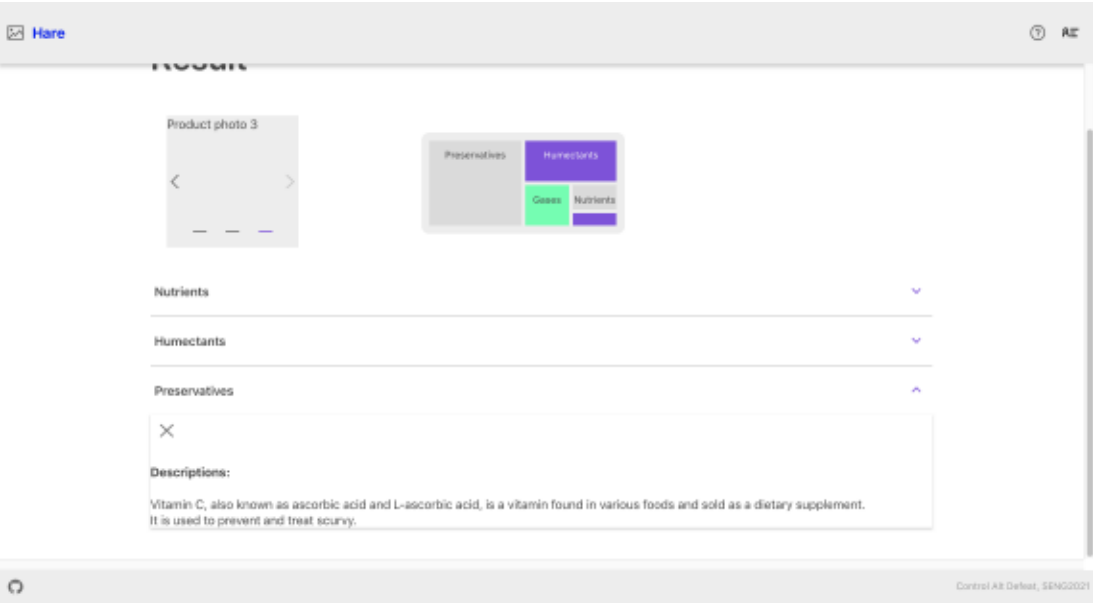 Hare
Result
Product photo 3
Preservatives
Humectants
Gases
Nutrients
Nutrients
Humectants
Preservatives
Descriptions:
Vitamin C, also known as ascorbic acid and L-ascorbic acid, is a vitamin found in various foods and sold as a dietary supplement.
It is used to prevent and treat scurvy.
Control Alt Defeat, SENG2021